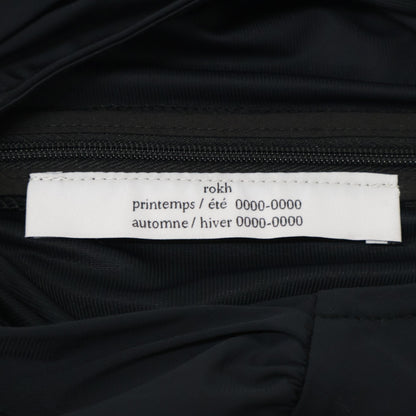 rokh
printemps / été 0000-0000
automne / hiver 0000-0000